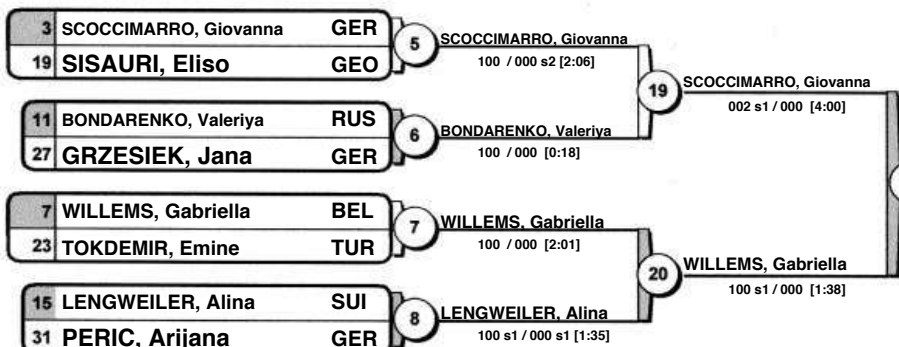 3 SCOCCIMARRO, Giovanna GER
19 SISAURI, Eliso GEO
5
SCOCCIMARRO, Giovanna
100 / 000 s2 [2:06]
11 BONDARENKO, Valeriya RUS
27 GRZESIEK, Jana GER
6
BONDARENKO, Valeriya
100 / 000 [0:18]
19
SCOCCIMARRO, Giovanna
002 s1 / 000 [4:00]
7 WILLEMS, Gabriella BEL
23 TOKDEMIR, Emine TUR
7
WILLEMS, Gabriella
100 / 000 [2:01]
15 LENGWEILER, Alina SUI
31 PERIC, Arijana GER
8
LENGWEILER, Alina
100 s1 / 000 s1 [1:35]
20
WILLEMS, Gabriella
100 s1 / 000 [1:38]